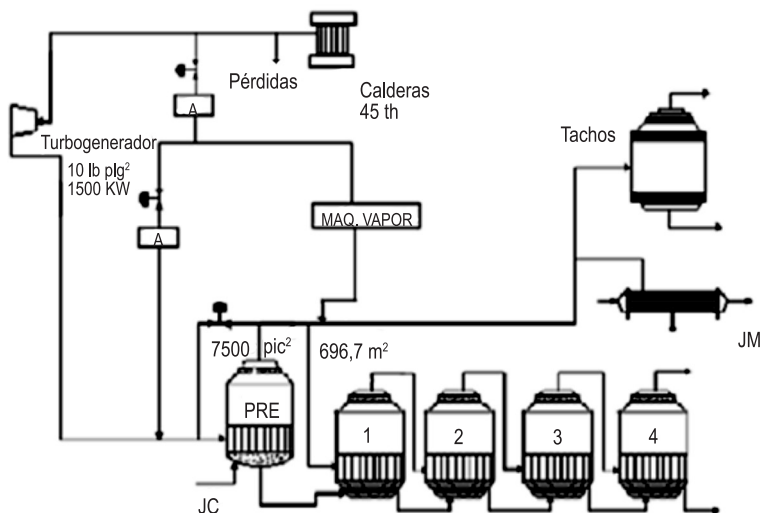 Pérdidas
Calderas
45 th
A
Turbogenerador
10 lb plg²
1500 KW
Tachos
A
MAQ. VAPOR
7500 pic²
696,7 m²
JM
PRE
1
2
3
4
JC